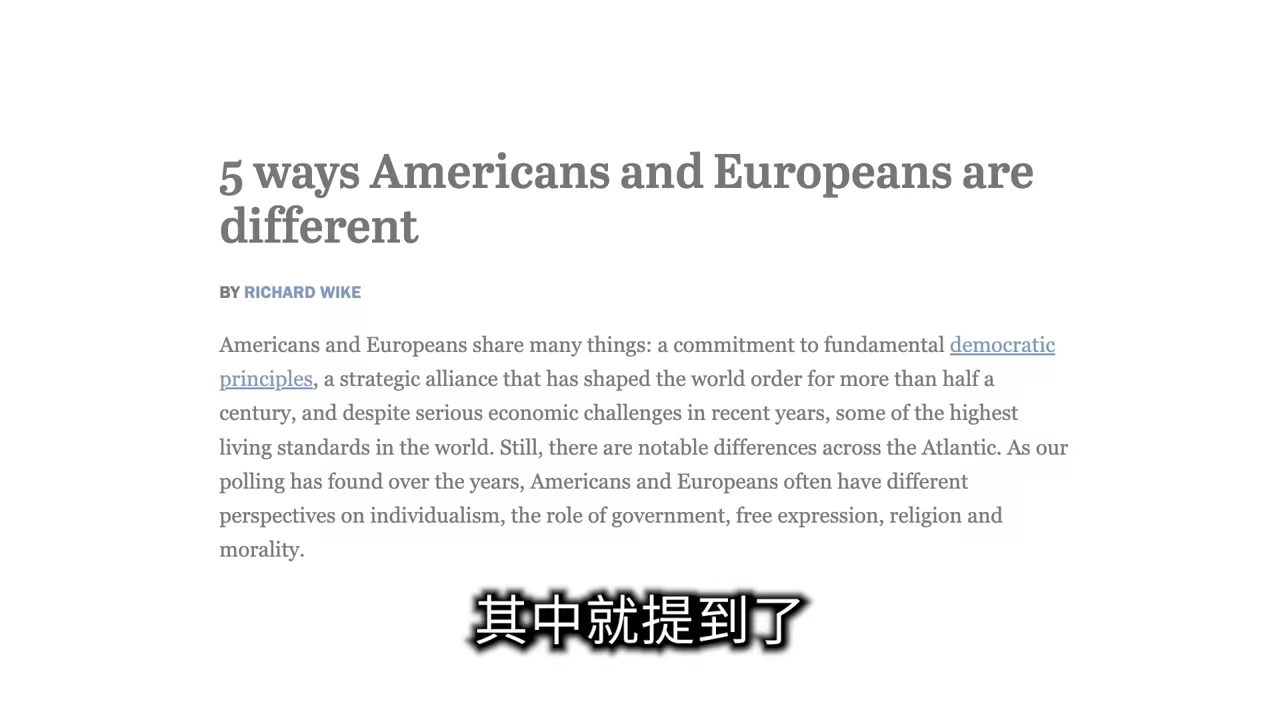 5 ways Americans and Europeans are
different
BY RICHARD WIKE
Americans and Europeans share many things: a commitment to fundamental democratic
principles, a strategic alliance that has shaped the world order for more than half a
century, and despite serious economic challenges in recent years, some of the highest
living standards in the world. Still, there are notable differences across the Atlantic. As our
polling has found over the years, Americans and Europeans often have different
perspectives on individualism, the role of government, free expression, religion and
morality.
其中就提到了